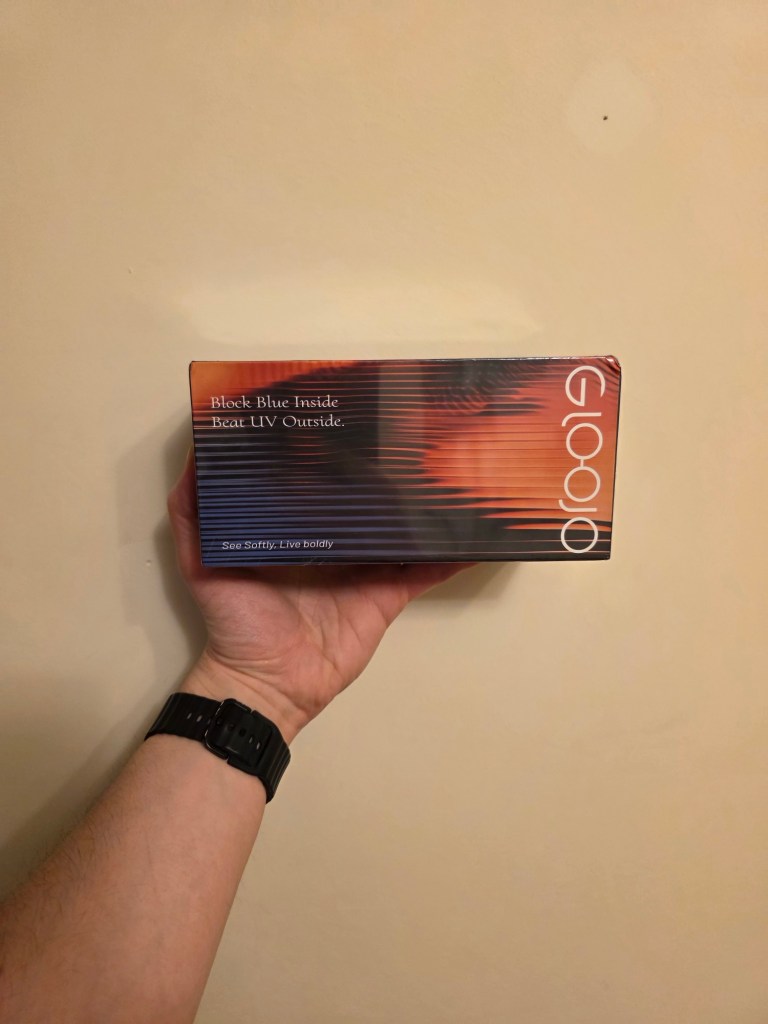 Block Blue Inside
Beat UV Outside.
See Softly, Live boldly
GLOOJO